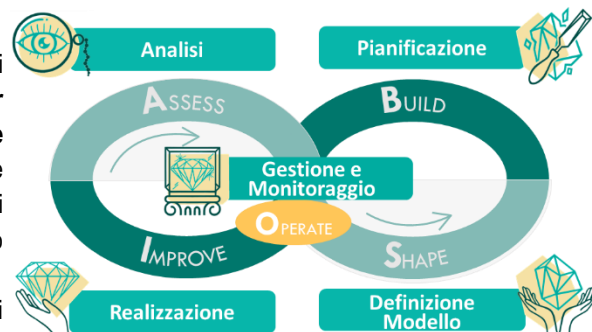 Analisi
Pianificazione
ASSESS
BUILD
Gestione e
Monitoraggio
OPERATE
IMPROVE
SHAPE
Realizzazione
Definizione
Modello